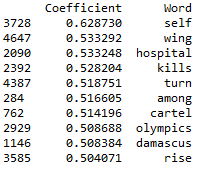 Coefficient Word
3728 0.628730 self
4647 0.533292 wing
2090 0.533248 hospital
2392 0.528204 kills
4387 0.518751 turn
284 0.516605 among
762 0.514196 cartel
2929 0.508688 olympics
1146 0.508384 damascus
3585 0.504071 rise